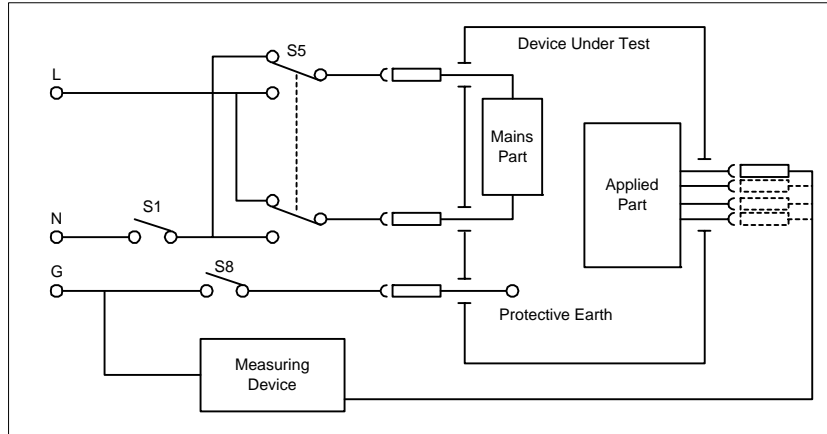 S5
Device Under Test
L
Mains
Part
Applied
Part
N
S1
G
S8
Protective Earth
Measuring
Device